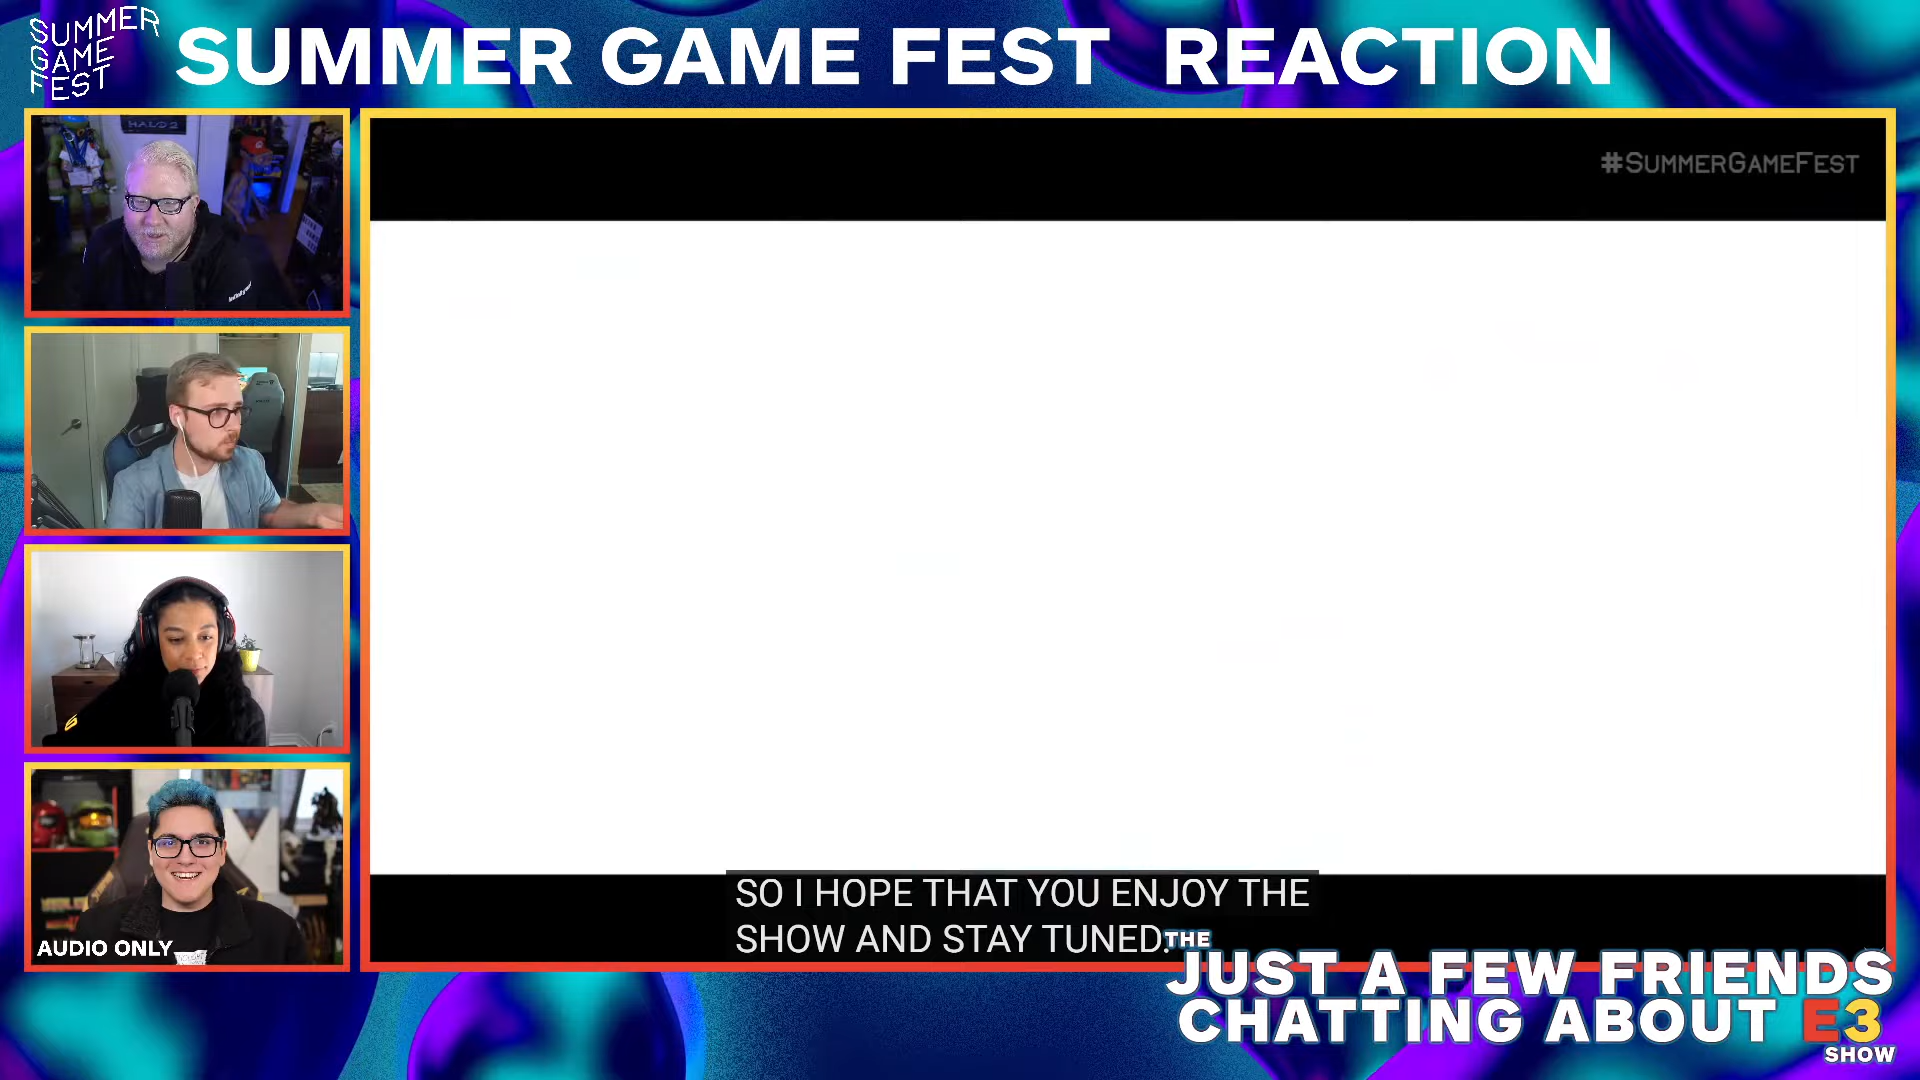 SUMMER
GAME
FEST
SUMMER GAME FEST REACTION
HALO 2
#SUMMERGAMEFEST
SO I HOPE THAT YOU ENJOY THE
SHOW AND STAY TUNED.
AUDIO ONLY
THE
JUST A FEW FRIENDS
CHATTING ABOUT E3
SHOW